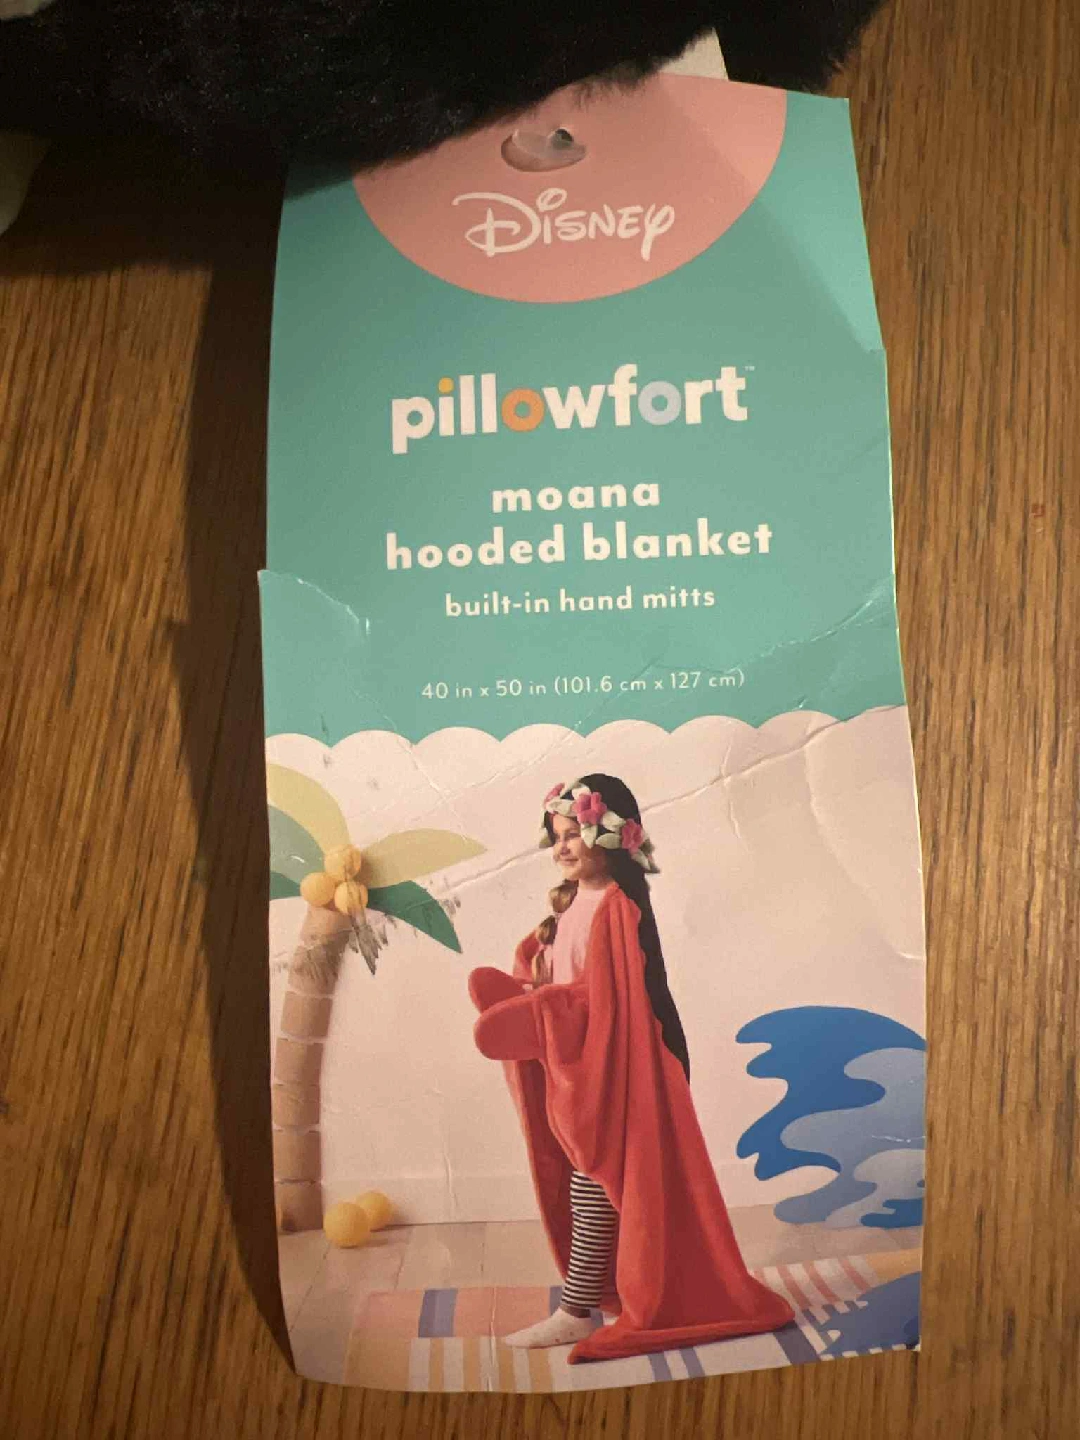 Disney
pillowfort™
moana
hooded blanket
built-in hand mitts
40 in x 50 in (101.6 cm x 127 cm)